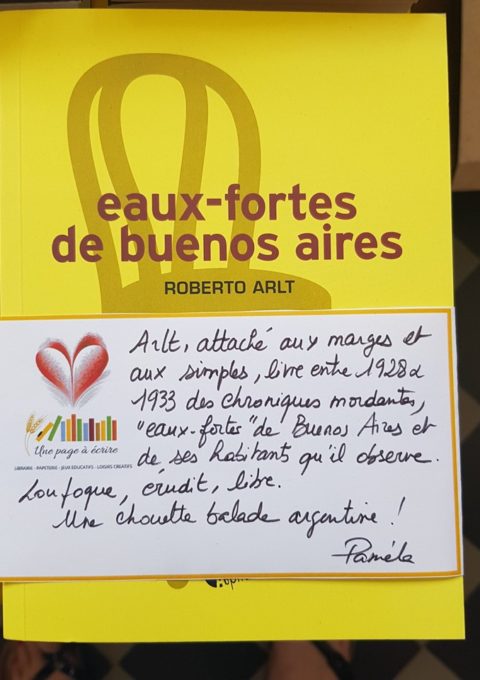 eaux-fortes
de buenos aires
ROBERTO ARLT
Arlt, attaché aux marges et
aux simples, livre entre 1928 a
1933 des chroniques mordantes,
"eaux-fortes" de Buenos Aires et
de ses habitants qu'il observe.
Loufoque, érudit, libre.
Une chouette balade argentine !
Paméla
Une page à écrire
LIBRAIRIE - PAPETERIE - JEUX EDUCATIFS - LOISIRS CREATIFS